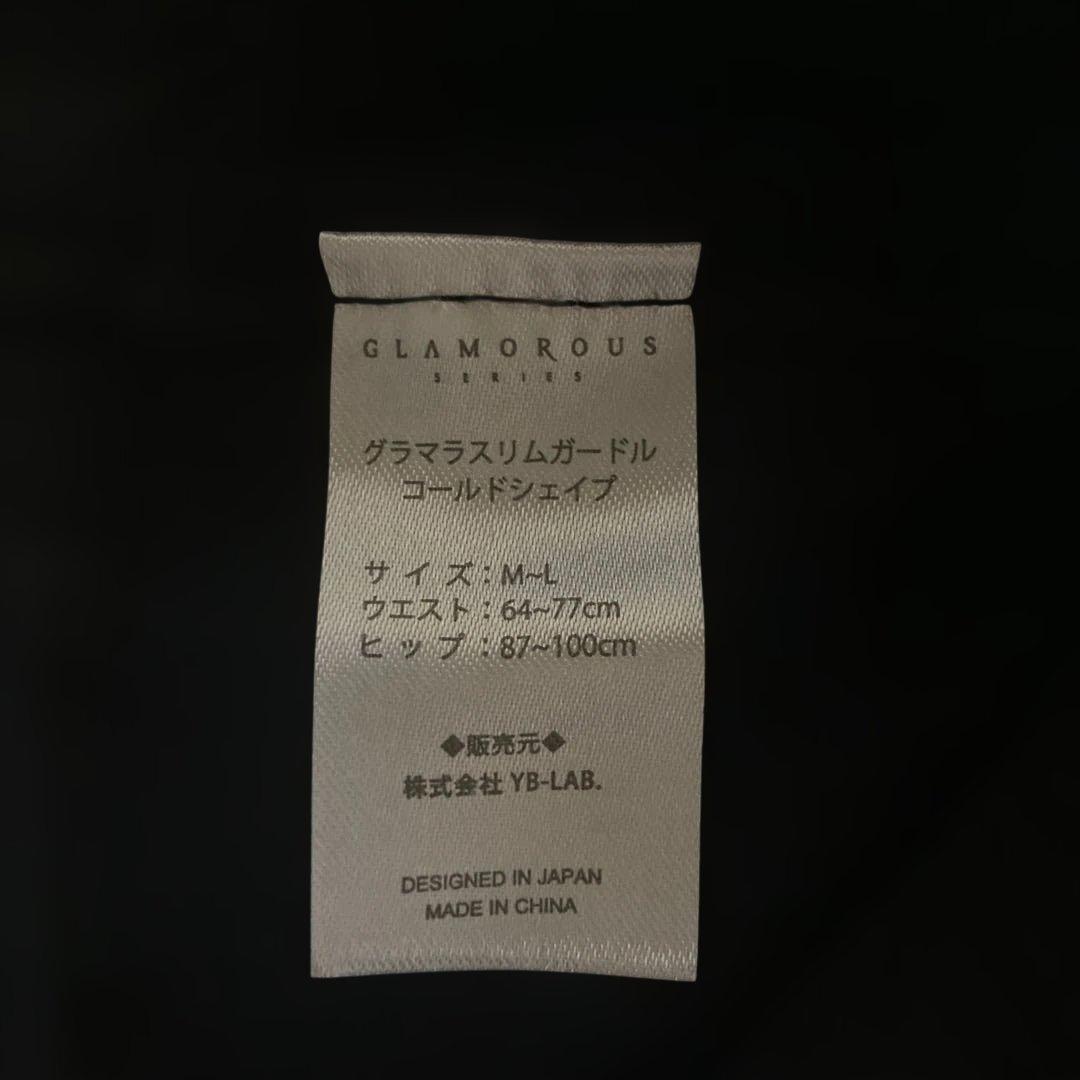 GLAMOROUS
SERIES
グラマラスリムガードル
コールドシェイプ
サイズ：M~L
ウエスト：64~77cm
ヒップ：87~100cm
◆販売元◆
株式会社 YB-LAB.
DESIGNED IN JAPAN
MADE IN CHINA